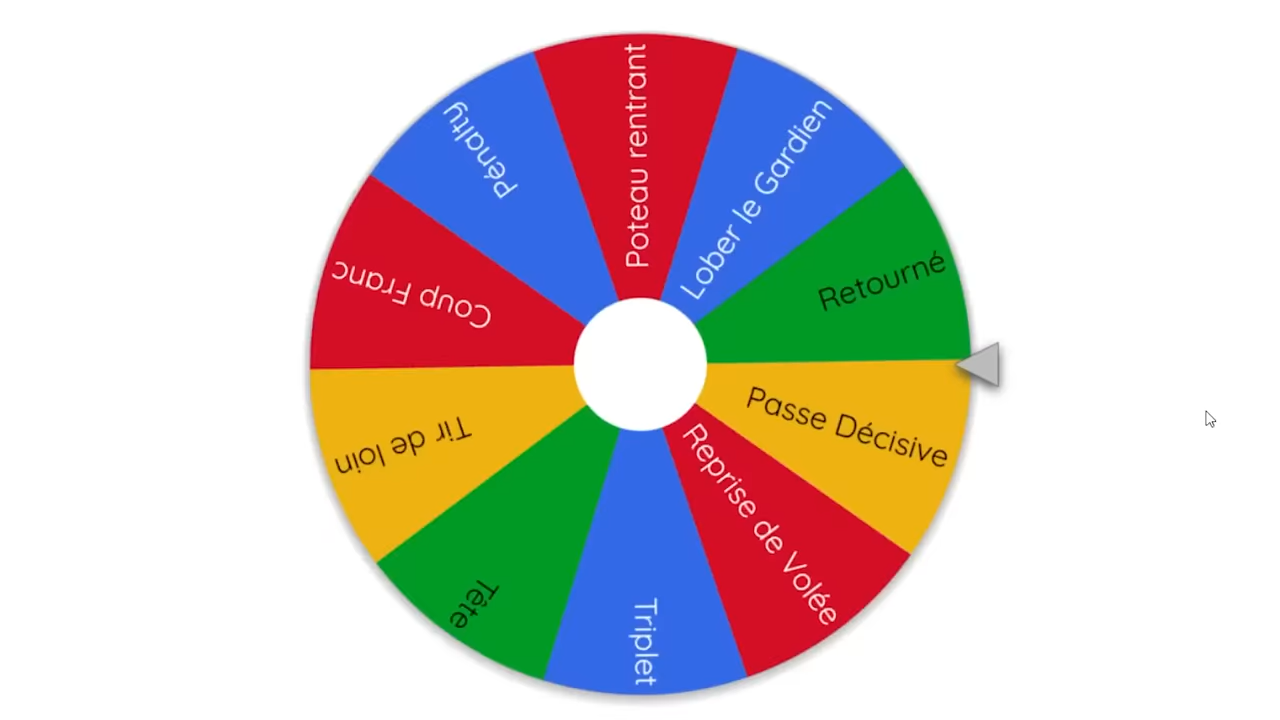 Poteau rentrant
Lober le Gardien
Retourné
Passe Décisive
Reprise de Volée
Triplet
Tête
Tir de loin
Coup Franc
Pénalty